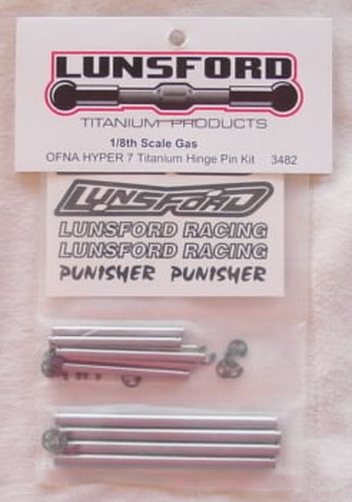 LUNSFORD
TITANIUM PRODUCTS
1/8th Scale Gas
OFNA HYPER 7 Titanium Hinge Pin Kit 3482
LUNSFORD
LUNSFORD RACING
LUNSFORD RACING
PUNISHER PUNISHER